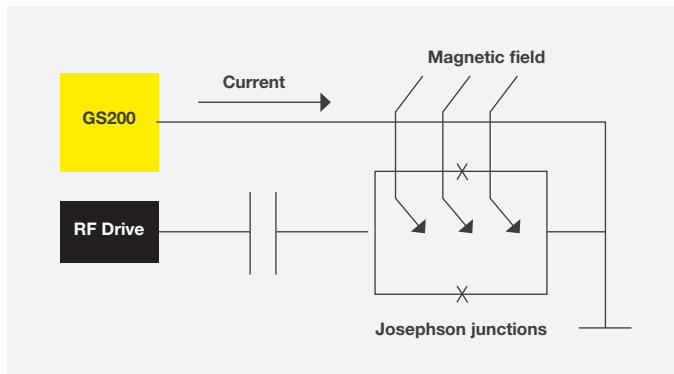 Magnetic field
Current
GS200
RF Drive
Josephson junctions